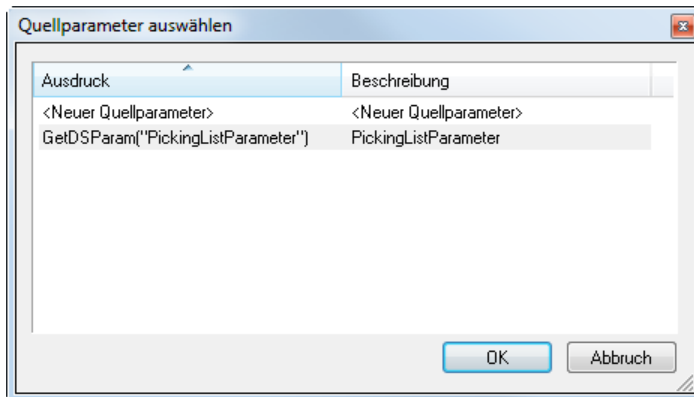 Quellparameter auswählen
Ausdruck Beschreibung
<Neuer Quellparameter> <Neuer Quellparameter>
GetDSParam("PickingListParameter") PickingListParameter
OK Abbruch